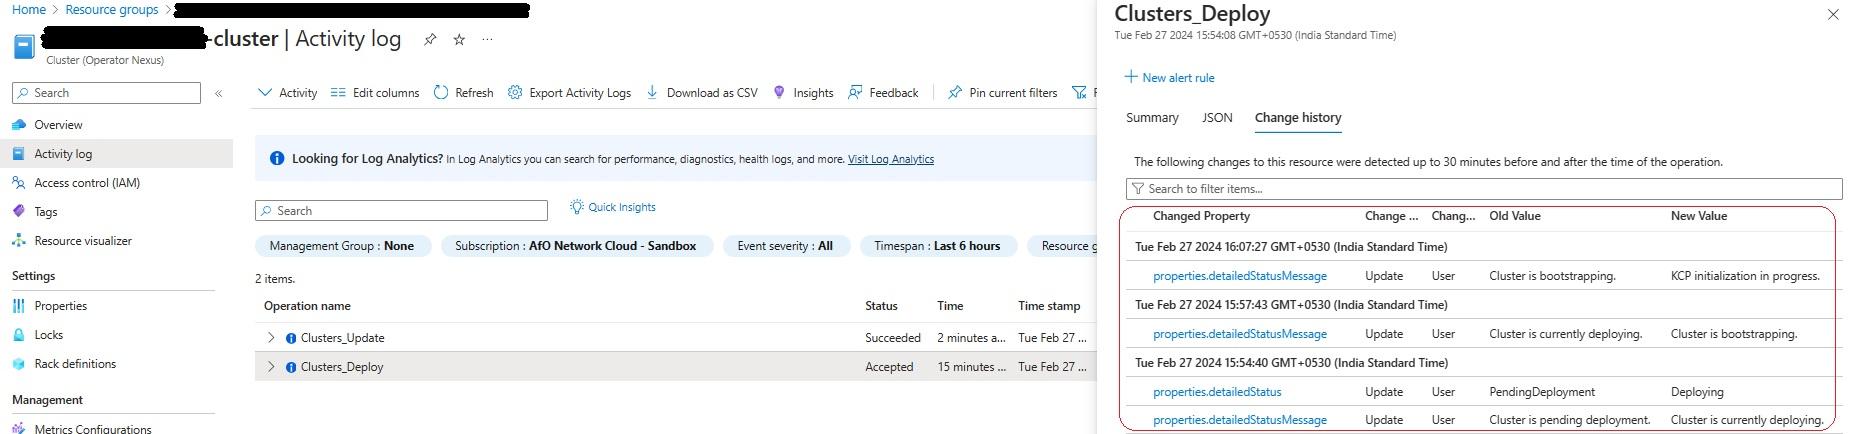 Home > Resource groups >
-cluster | Activity log
Cluster (Operator Nexus)
Search
Overview
Activity log
Access control (IAM)
Tags
Resource visualizer
Settings
Properties
Locks
Rack definitions
Management
Metrics Configurations
Activity Edit columns Refresh Export Activity Logs Download as CSV Insights Feedback Pin current filters
Looking for Log Analytics? In Log Analytics you can search for performance, diagnostics, health logs, and more. Visit Log Analytics
Search Quick Insights
Management Group : None Subscription : AfO Network Cloud - Sandbox Event severity : All Timespan : Last 6 hours Resource g
2 items.
Operation name Status Time Time stamp
Clusters_Update Succeeded 2 minutes a... Tue Feb 27 ...
Clusters_Deploy Accepted 15 minutes ... Tue Feb 27 ...
Clusters_Deploy
Tue Feb 27 2024 15:54:08 GMT+0530 (India Standard Time)
New alert rule
Summary JSON Change history
The following changes to this resource were detected up to 30 minutes before and after the time of the operation.
Search to filter items...
Changed Property Change ... Chang... Old Value New Value
Tue Feb 27 2024 16:07:27 GMT+0530 (India Standard Time)
properties.detailedStatusMessage Update User Cluster is bootstrapping. KCP initialization in progress.
Tue Feb 27 2024 15:57:43 GMT+0530 (India Standard Time)
properties.detailedStatusMessage Update User Cluster is currently deploying. Cluster is bootstrapping.
Tue Feb 27 2024 15:54:40 GMT+0530 (India Standard Time)
properties.detailedStatus Update User PendingDeployment Deploying
properties.detailedStatusMessage Update User Cluster is pending deployment. Cluster is currently deploying.